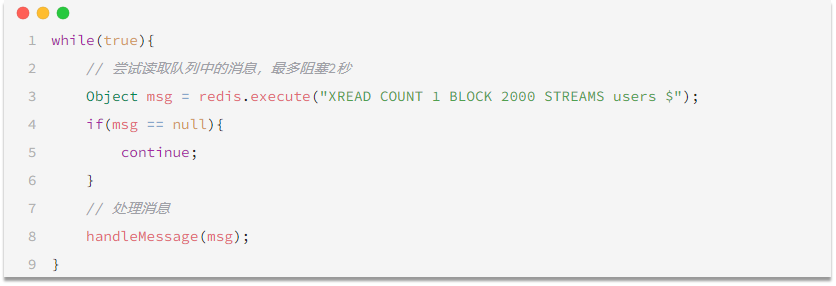 1 while(true){
2 // 尝试读取队列中的消息，最多阻塞2秒
3 Object msg = redis.execute("XREAD COUNT 1 BLOCK 2000 STREAMS users $");
4 if(msg == null){
5 continue;
6 }
7 // 处理消息
8 handleMessage(msg);
9 }